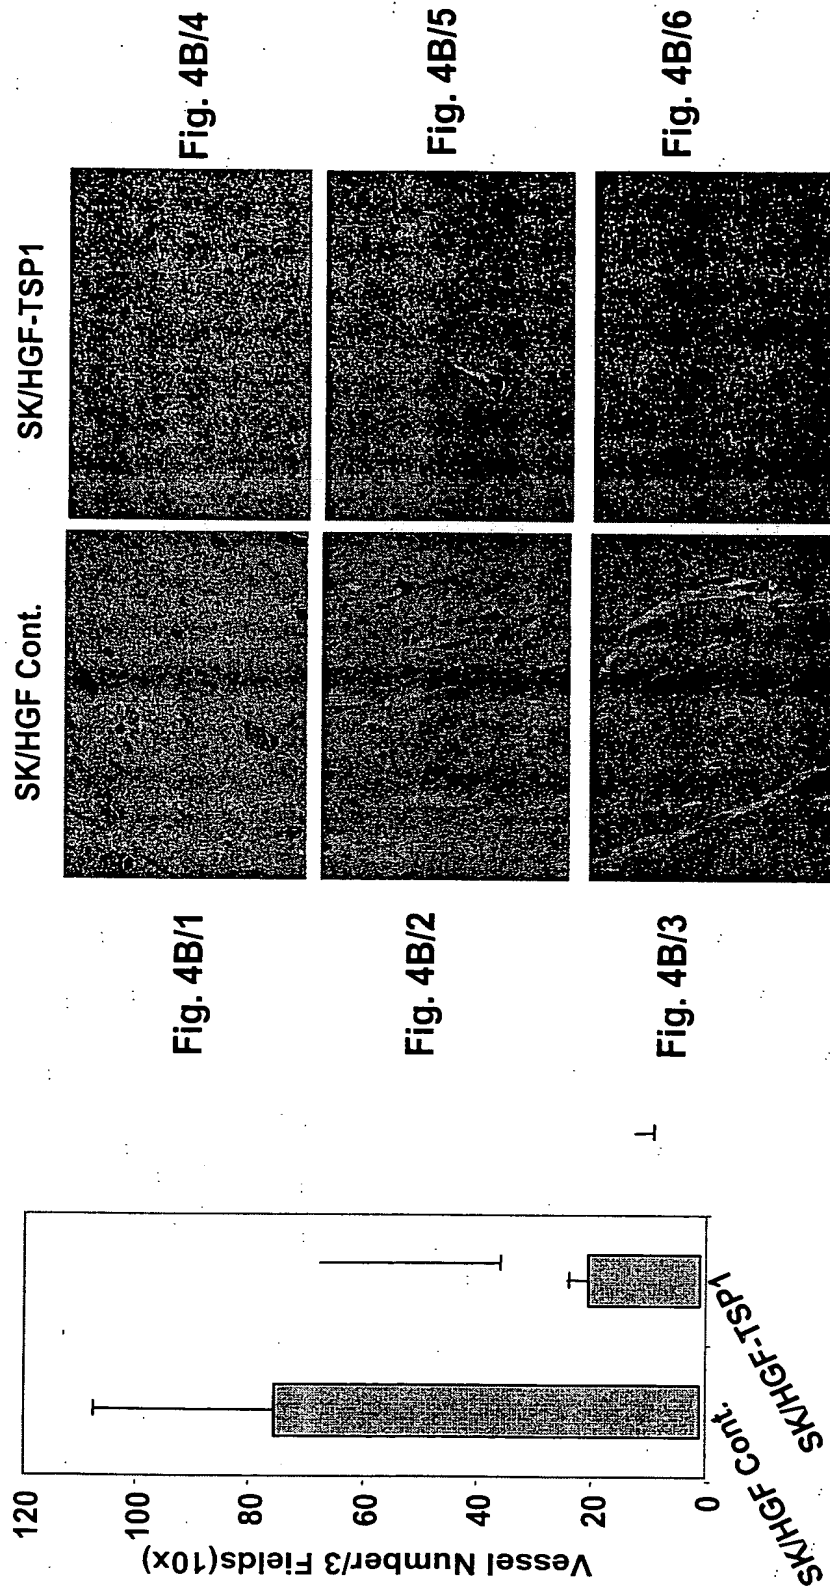 SK/HGF Cont.
SK/HGF-TSP1
Fig. 4B/1
Fig. 4B/4
Fig. 4B/2
Fig. 4B/5
Fig. 4B/3
Fig. 4B/6
120
100
80
60
40
20
0
Vessel Number/3 Fields(10x)
SK/HGF Cont.
SK/HGF-TSP1